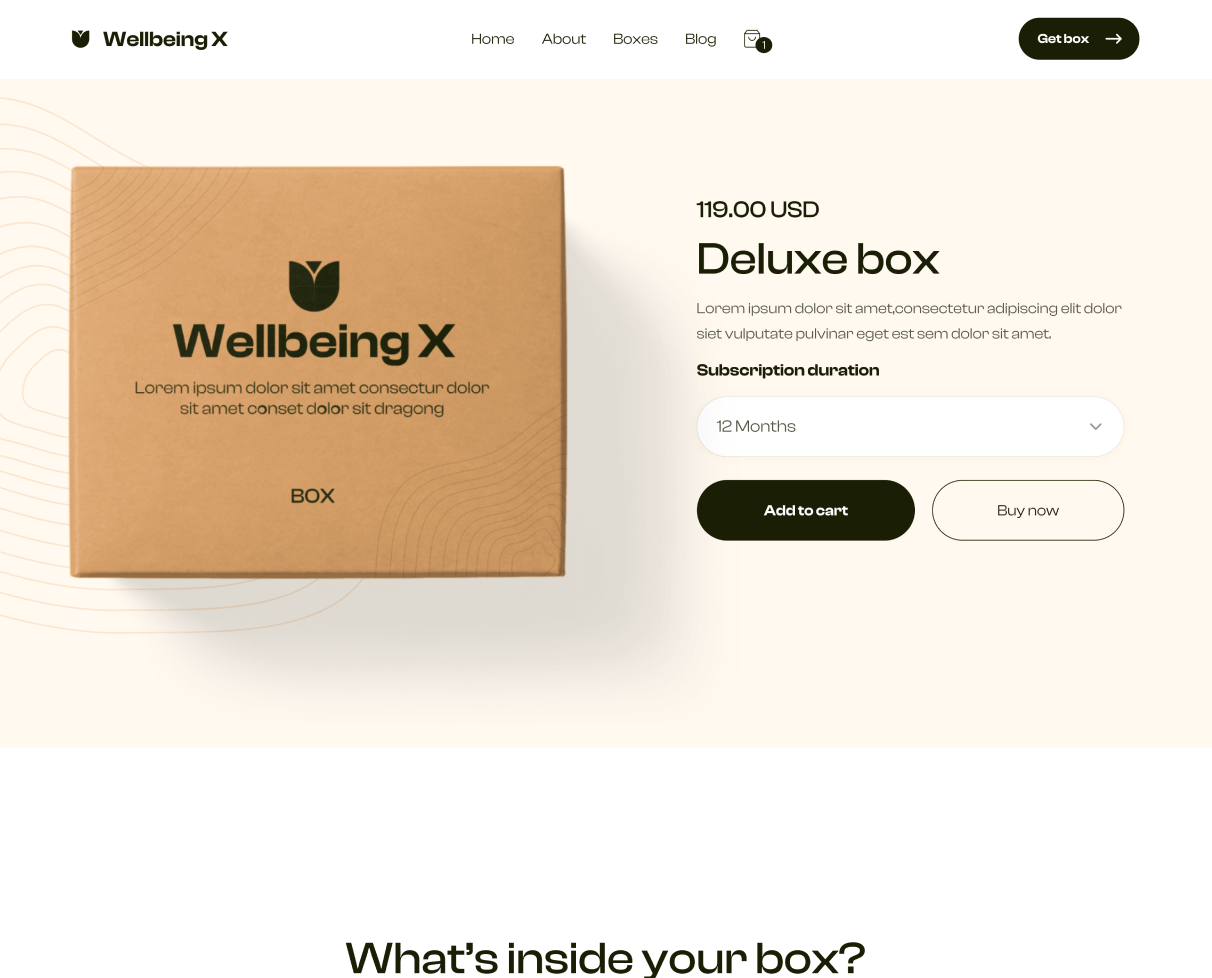 Wellbeing X
Home
About
Boxes
Blog
1
Get box
Wellbeing X
Lorem ipsum dolor sit amet consectur dolor
sit amet conset dolor sit dragong
BOX
119.00 USD
Deluxe box
Lorem ipsum dolor sit amet,consectetur adipiscing elit dolor
siet vulputate pulvinar eget est sem dolor sit amet.
Subscription duration
12 Months
Add to cart
Buy now
What's inside your box?